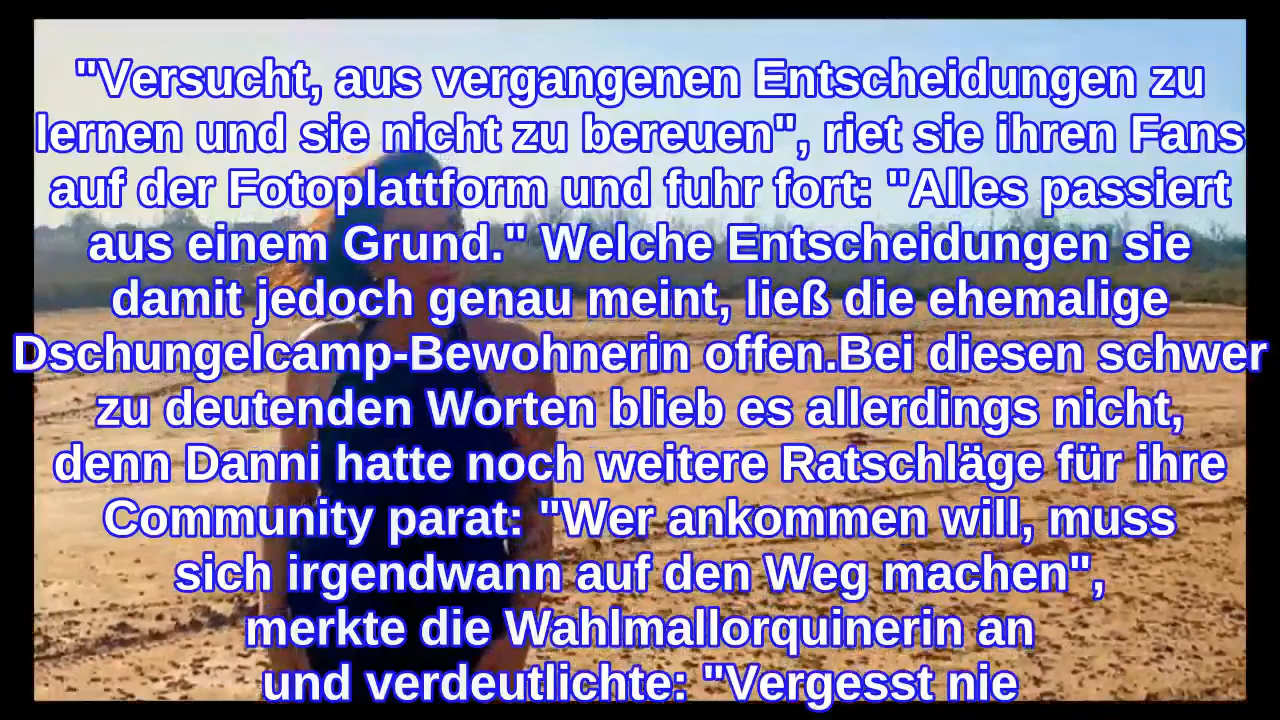 "Versucht, aus vergangenen Entscheidungen zu
lernen und sie nicht zu bereuen", riet sie ihren Fans
auf der Fotoplattform und fuhr fort: "Alles passiert
aus einem Grund." Welche Entscheidungen sie
damit jedoch genau meint, ließ die ehemalige
Dschungelcamp-Bewohnerin offen.Bei diesen schwer
zu deutenden Worten blieb es allerdings nicht,
denn Danni hatte noch weitere Ratschläge für ihre
Community parat: "Wer ankommen will, muss
sich irgendwann auf den Weg machen",
merkte die Wahlmallorquinerin an
und verdeutlichte: "Vergesst nie